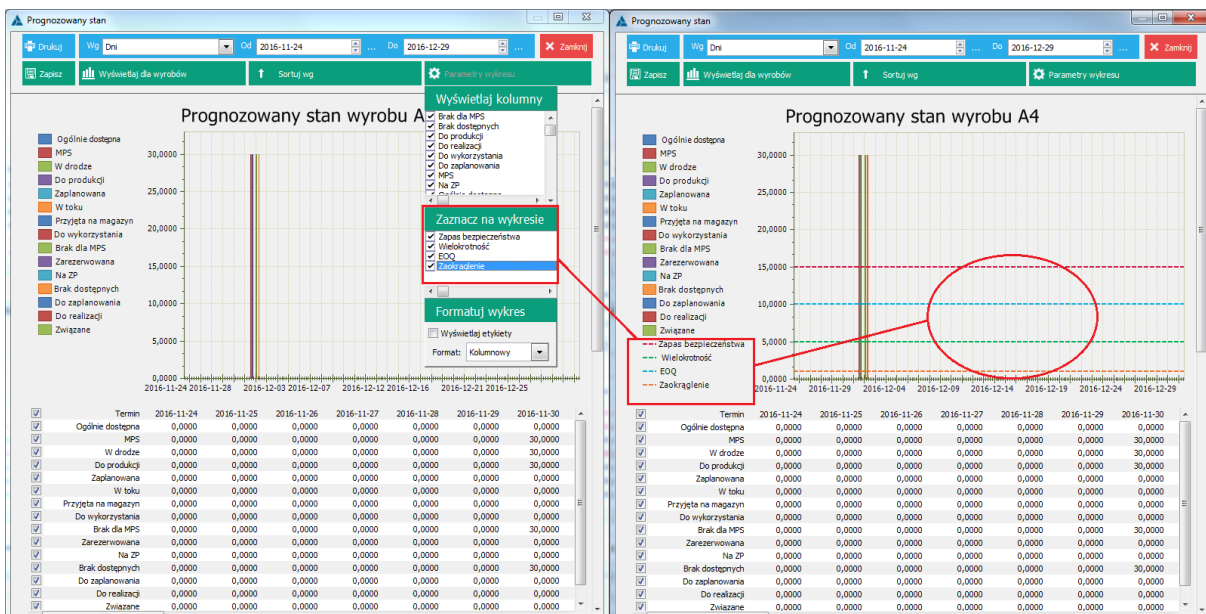 Prognozowany stan
Drukuj Wg Dni Od 2016-11-24 ... Do 2016-12-29 ... Zamknij
Zapisz Wyświetlaj dla wyrobów Sortuj wg Parametry wykresu
Prognozowany stan wyrobu A
Ogólnie dostępna
MPS
W drodze
Do produkcji
Zaplanowana
W toku
Przyjęta na magazyn
Do wykorzystania
Brak dla MPS
Zarezerwowana
Na ZP
Brak dostępnych
Do zaplanowania
Do realizacji
Związane
30,0000
25,0000
20,0000
15,0000
10,0000
5,0000
0,0000
2016-11-24 2016-11-28 2016-12-03 2016-12-07 2016-12-12 2016-12-16 2016-12-21 2016-12-25
Wyświetlaj kolumny
Brak dla MPS
Brak dostępnych
Do produkcji
Do realizacji
Do wykorzystania
Do zaplanowania
MPS
Na ZP
Ogólnie dostępna
Zaznacz na wykresie
Zapas bezpieczeństwa
Wielokrotność
EOQ
Zaokrąglenie
Formatuj wykres
Wyświetlaj etykiety
Format: Kolumnowy
Termin 2016-11-24 2016-11-25 2016-11-26 2016-11-27 2016-11-28 2016-11-29 2016-11-30
Ogólnie dostępna 0,0000 0,0000 0,0000 0,0000 0,0000 0,0000 0,0000
MPS 0,0000 0,0000 0,0000 0,0000 0,0000 0,0000 30,0000
W drodze 0,0000 0,0000 0,0000 0,0000 0,0000 0,0000 30,0000
Do produkcji 0,0000 0,0000 0,0000 0,0000 0,0000 0,0000 30,0000
Zaplanowana 0,0000 0,0000 0,0000 0,0000 0,0000 0,0000 0,0000
W toku 0,0000 0,0000 0,0000 0,0000 0,0000 0,0000 0,0000
Przyjęta na magazyn 0,0000 0,0000 0,0000 0,0000 0,0000 0,0000 0,0000
Do wykorzystania 0,0000 0,0000 0,0000 0,0000 0,0000 0,0000 0,0000
Brak dla MPS 0,0000 0,0000 0,0000 0,0000 0,0000 0,0000 30,0000
Zarezerwowana 0,0000 0,0000 0,0000 0,0000 0,0000 0,0000 0,0000
Na ZP 0,0000 0,0000 0,0000 0,0000 0,0000 0,0000 0,0000
Brak dostępnych 0,0000 0,0000 0,0000 0,0000 0,0000 0,0000 30,0000
Do zaplanowania 0,0000 0,0000 0,0000 0,0000 0,0000 0,0000 0,0000
Do realizacji 0,0000 0,0000 0,0000 0,0000 0,0000 0,0000 0,0000
Związane 0,0000 0,0000 0,0000 0,0000 0,0000 0,0000 0,0000
Prognozowany stan
Drukuj Wg Dni Od 2016-11-24 ... Do 2016-12-29 ... Zamknij
Zapisz Wyświetlaj dla wyrobów Sortuj wg Parametry wykresu
Prognozowany stan wyrobu A4
Ogólnie dostępna
MPS
W drodze
Do produkcji
Zaplanowana
W toku
Przyjęta na magazyn
Do wykorzystania
Brak dla MPS
Zarezerwowana
Na ZP
Brak dostępnych
Do zaplanowania
Do realizacji
Związane
Zapas bezpieczeństwa
Wielokrotność
EOQ
Zaokrąglenie
30,0000
25,0000
20,0000
15,0000
10,0000
5,0000
0,0000
2016-11-24 2016-11-29 2016-12-04 2016-12-09 2016-12-14 2016-12-19 2016-12-24 2016-12-29
Termin 2016-11-24 2016-11-25 2016-11-26 2016-11-27 2016-11-28 2016-11-29 2016-11-30
Ogólnie dostępna 0,0000 0,0000 0,0000 0,0000 0,0000 0,0000 0,0000
MPS 0,0000 0,0000 0,0000 0,0000 0,0000 0,0000 30,0000
W drodze 0,0000 0,0000 0,0000 0,0000 0,0000 0,0000 30,0000
Do produkcji 0,0000 0,0000 0,0000 0,0000 0,0000 0,0000 30,0000
Zaplanowana 0,0000 0,0000 0,0000 0,0000 0,0000 0,0000 0,0000
W toku 0,0000 0,0000 0,0000 0,0000 0,0000 0,0000 0,0000
Przyjęta na magazyn 0,0000 0,0000 0,0000 0,0000 0,0000 0,0000 0,0000
Do wykorzystania 0,0000 0,0000 0,0000 0,0000 0,0000 0,0000 0,0000
Brak dla MPS 0,0000 0,0000 0,0000 0,0000 0,0000 0,0000 30,0000
Zarezerwowana 0,0000 0,0000 0,0000 0,0000 0,0000 0,0000 0,0000
Na ZP 0,0000 0,0000 0,0000 0,0000 0,0000 0,0000 0,0000
Brak dostępnych 0,0000 0,0000 0,0000 0,0000 0,0000 0,0000 30,0000
Do zaplanowania 0,0000 0,0000 0,0000 0,0000 0,0000 0,0000 0,0000
Do realizacji 0,0000 0,0000 0,0000 0,0000 0,0000 0,0000 0,0000
Związane 0,0000 0,0000 0,0000 0,0000 0,0000 0,0000 0,0000